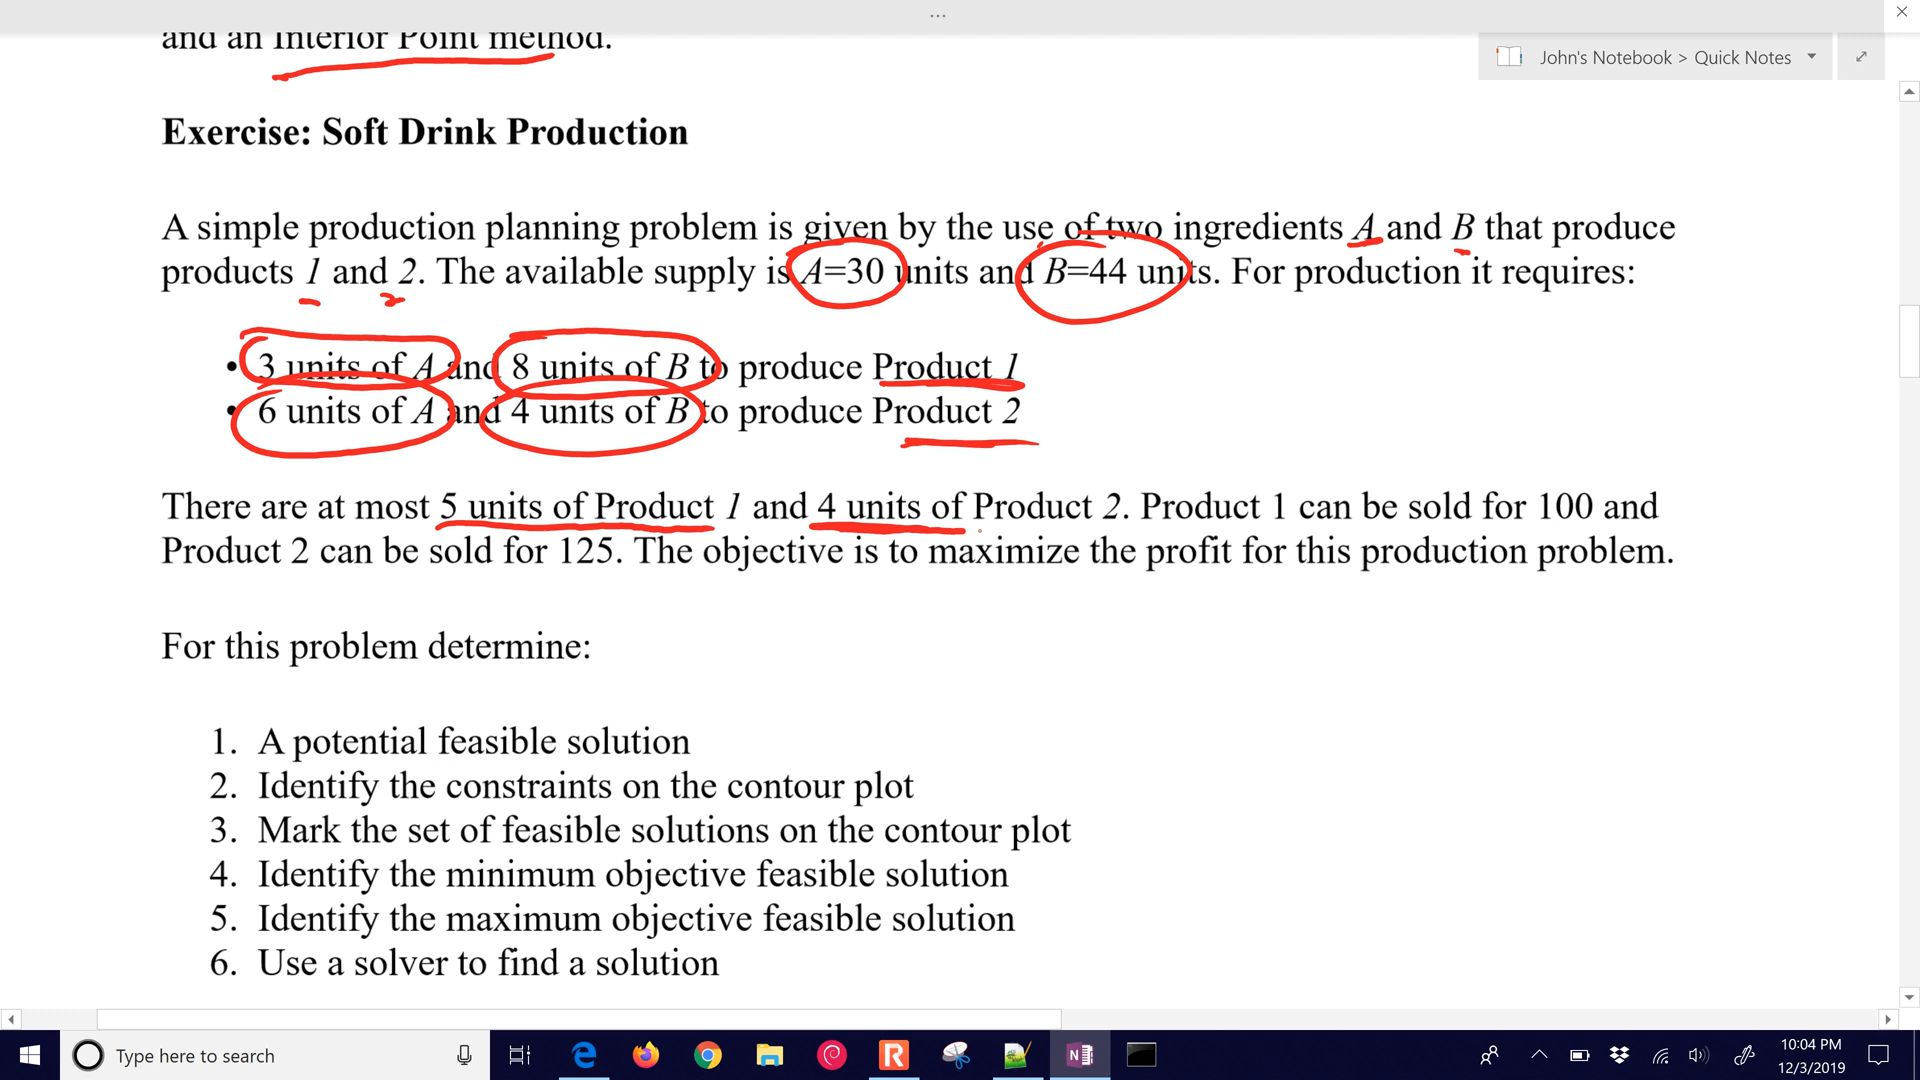 ...
and an Interior Point method.
John's Notebook > Quick Notes
Exercise: Soft Drink Production
A simple production planning problem is given by the use of two ingredients A and B that produce
products 1 and 2. The available supply is A=30 units and B=44 units. For production it requires:
• 3 units of A and 8 units of B to produce Product 1
• 6 units of A and 4 units of B to produce Product 2
There are at most 5 units of Product 1 and 4 units of Product 2. Product 1 can be sold for 100 and
Product 2 can be sold for 125. The objective is to maximize the profit for this production problem.
For this problem determine:
1. A potential feasible solution
2. Identify the constraints on the contour plot
3. Mark the set of feasible solutions on the contour plot
4. Identify the minimum objective feasible solution
5. Identify the maximum objective feasible solution
6. Use a solver to find a solution
Type here to search
N
10:04 PM
12/3/2019